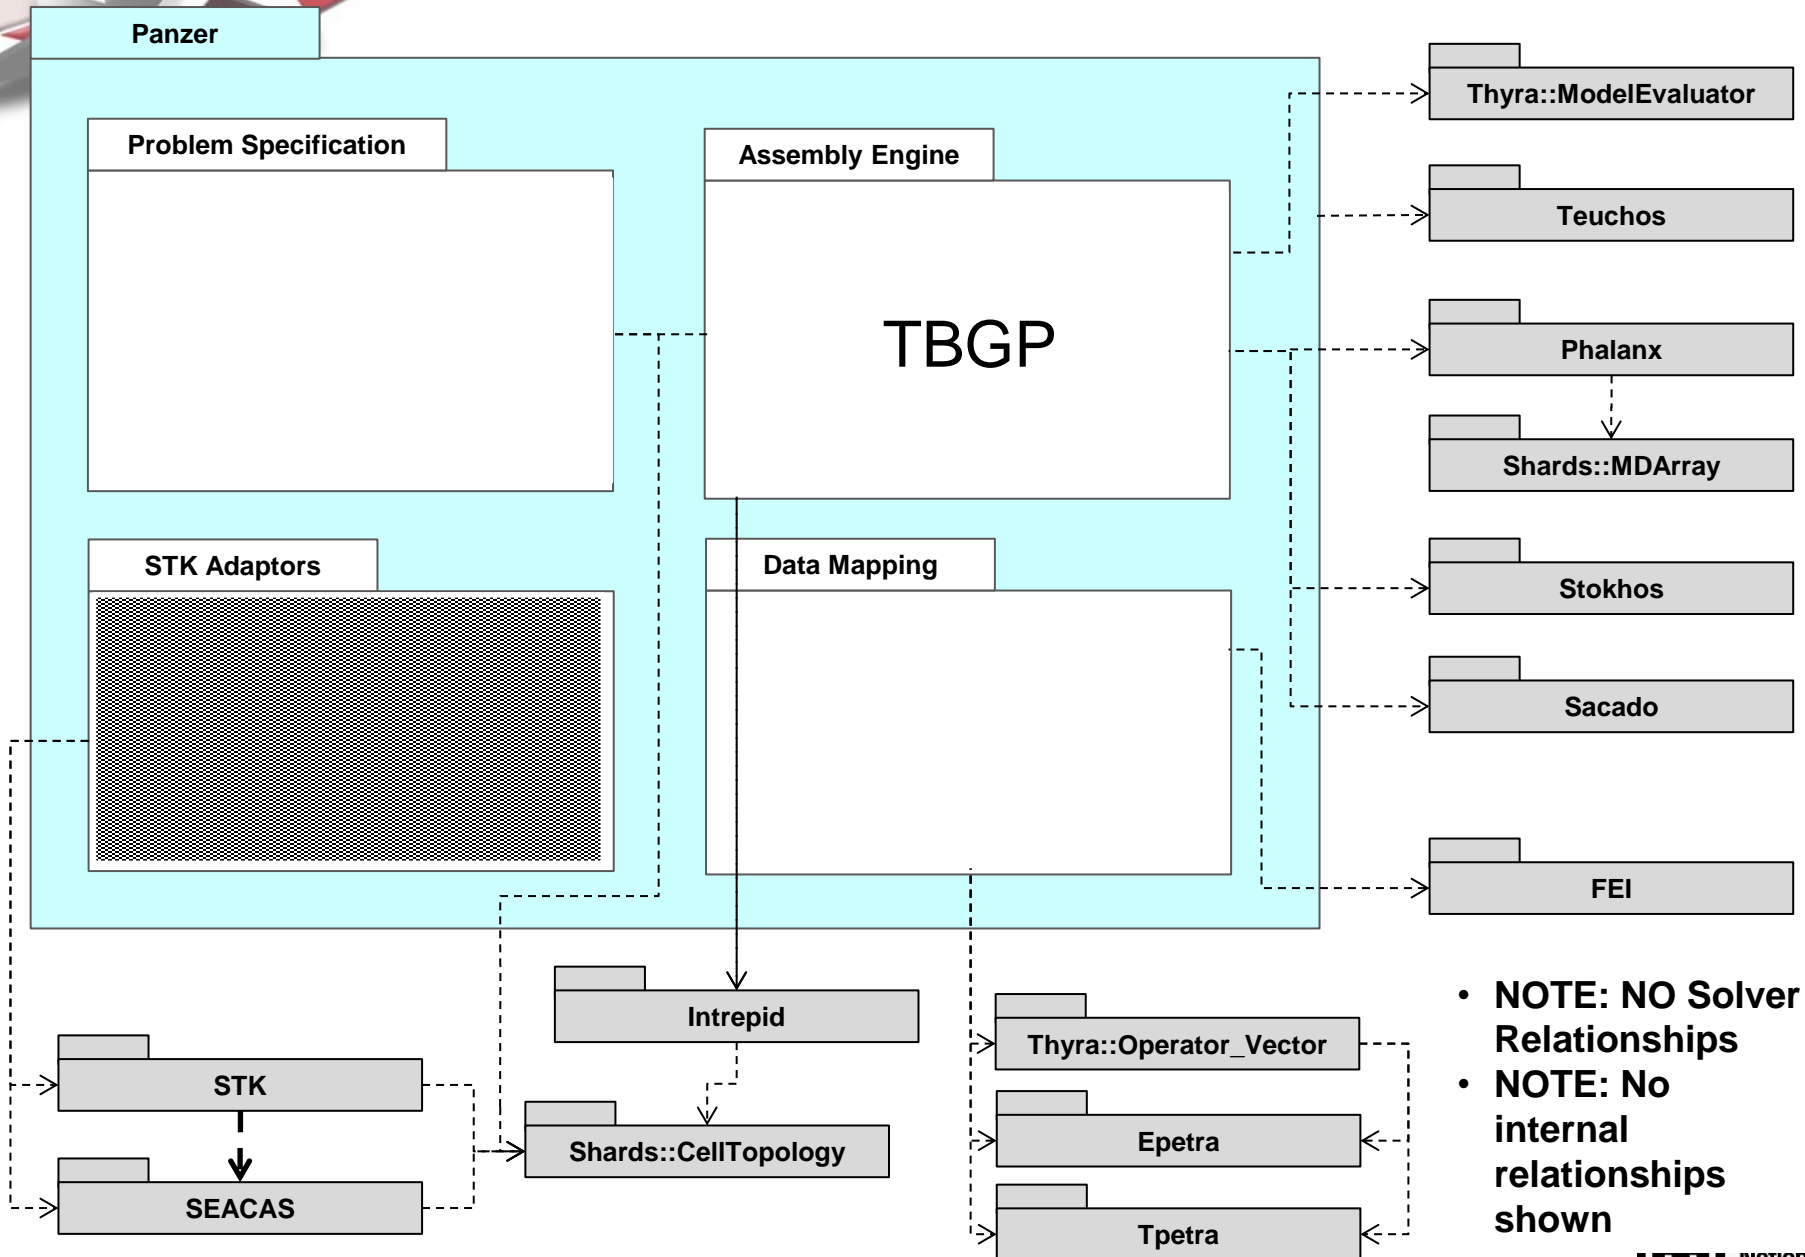 Panzer
Problem Specification
Assembly Engine
TBGP
STK Adaptors
Data Mapping
Thyra::ModelEvaluator
Teuchos
Phalanx
Shards::MDArray
Stokhos
Sacado
FEI
Intrepid
STK
Shards::CellTopology
SEACAS
Thyra::Operator_Vector
Epetra
Tpetra
• NOTE: NO Solver
Relationships
• NOTE: No
internal
relationships
shown